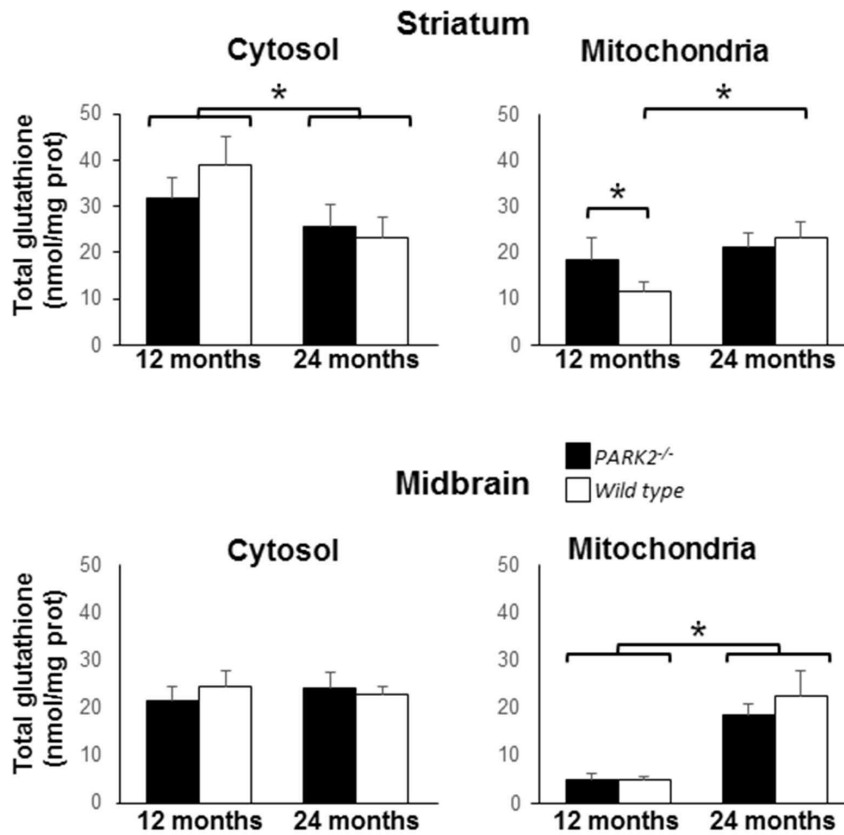 Striatum
Cytosol
Mitochondria
Total glutathione
(nmol/mg prot)
50
40
30
20
10
0
*
12 months
24 months
50
40
30
20
10
0
*
*
12 months
24 months
PARK2-/-
Wild type
Midbrain
Cytosol
Mitochondria
Total glutathione
(nmol/mg prot)
50
40
30
20
10
0
12 months
24 months
50
40
30
20
10
0
*
12 months
24 months